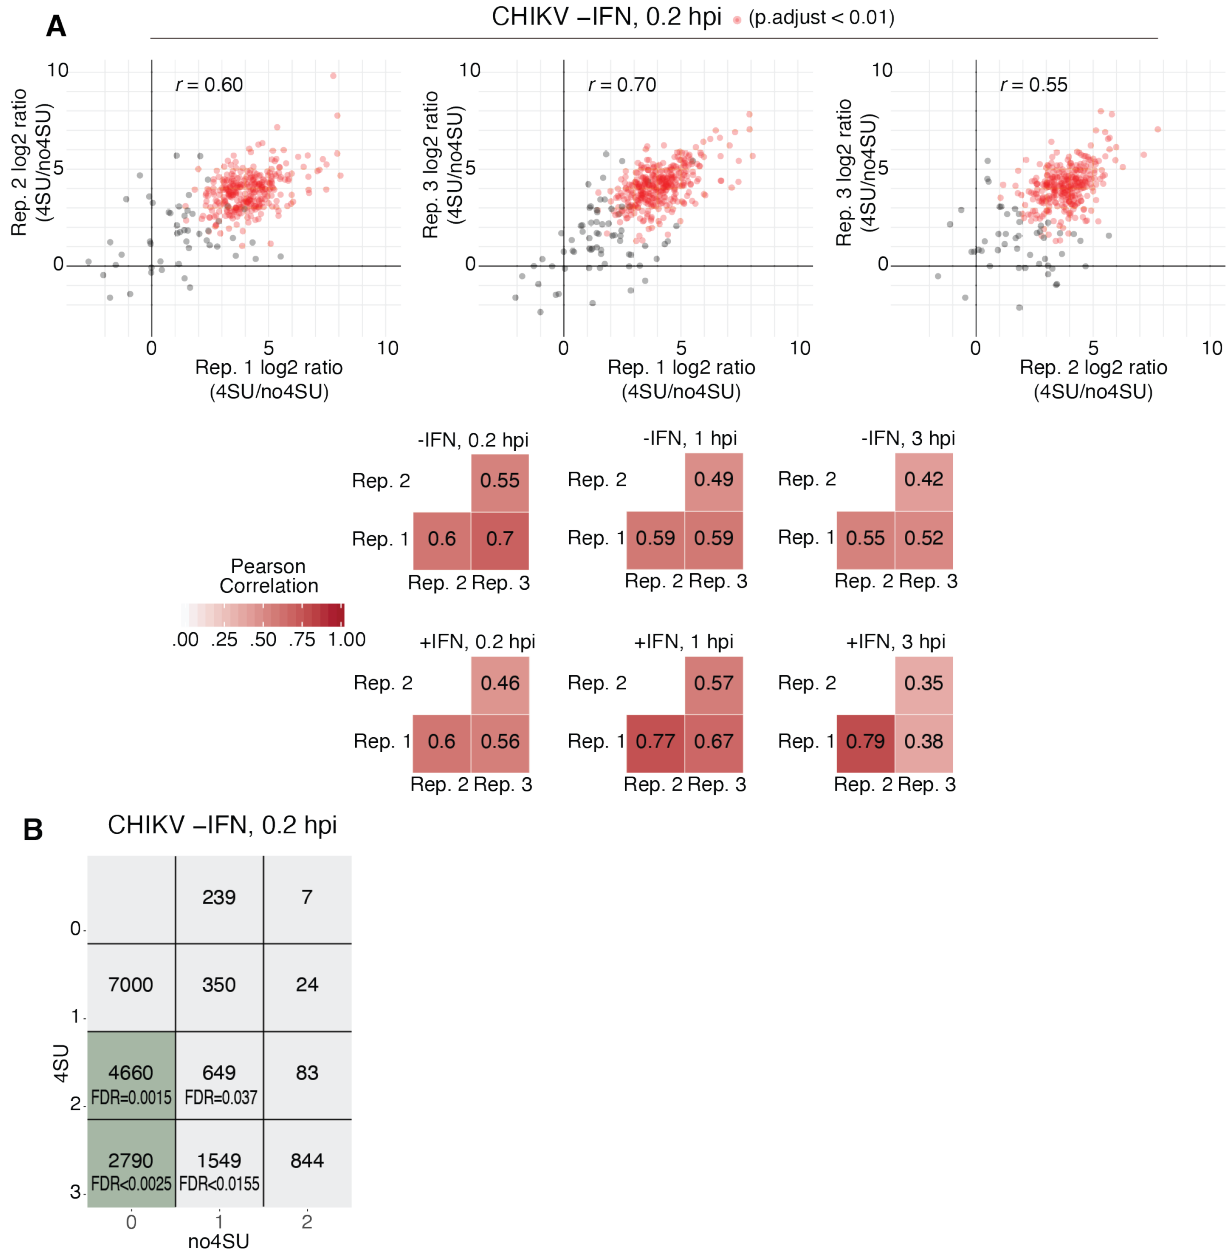 A
CHIKV –IFN, 0.2 hpi (p.adjust < 0.01)
10
r = 0.60
5
0
Rep. 2 log2 ratio
(4SU/no4SU)
0 5 10
Rep. 1 log2 ratio
(4SU/no4SU)
10
r = 0.70
5
0
Rep. 3 log2 ratio
(4SU/no4SU)
0 5 10
Rep. 1 log2 ratio
(4SU/no4SU)
10
r = 0.55
5
0
Rep. 3 log2 ratio
(4SU/no4SU)
0 5 10
Rep. 2 log2 ratio
(4SU/no4SU)
-IFN, 0.2 hpi
Rep. 2 0.55
Rep. 1 0.6 0.7
Rep. 2 Rep. 3
-IFN, 1 hpi
Rep. 2 0.49
Rep. 1 0.59 0.59
Rep. 2 Rep. 3
-IFN, 3 hpi
Rep. 2 0.42
Rep. 1 0.55 0.52
Rep. 2 Rep. 3
Pearson
Correlation
.00 .25 .50 .75 1.00
+IFN, 0.2 hpi
Rep. 2 0.46
Rep. 1 0.6 0.56
Rep. 2 Rep. 3
+IFN, 1 hpi
Rep. 2 0.57
Rep. 1 0.77 0.67
Rep. 2 Rep. 3
+IFN, 3 hpi
Rep. 2 0.35
Rep. 1 0.79 0.38
Rep. 2 Rep. 3
B
CHIKV –IFN, 0.2 hpi
239 7
0
7000 350 24
1
4SU
4660 649 83
FDR=0.0015 FDR=0.037
2
2790 1549 844
FDR<0.0025 FDR<0.0155
3
0 1 2
no4SU